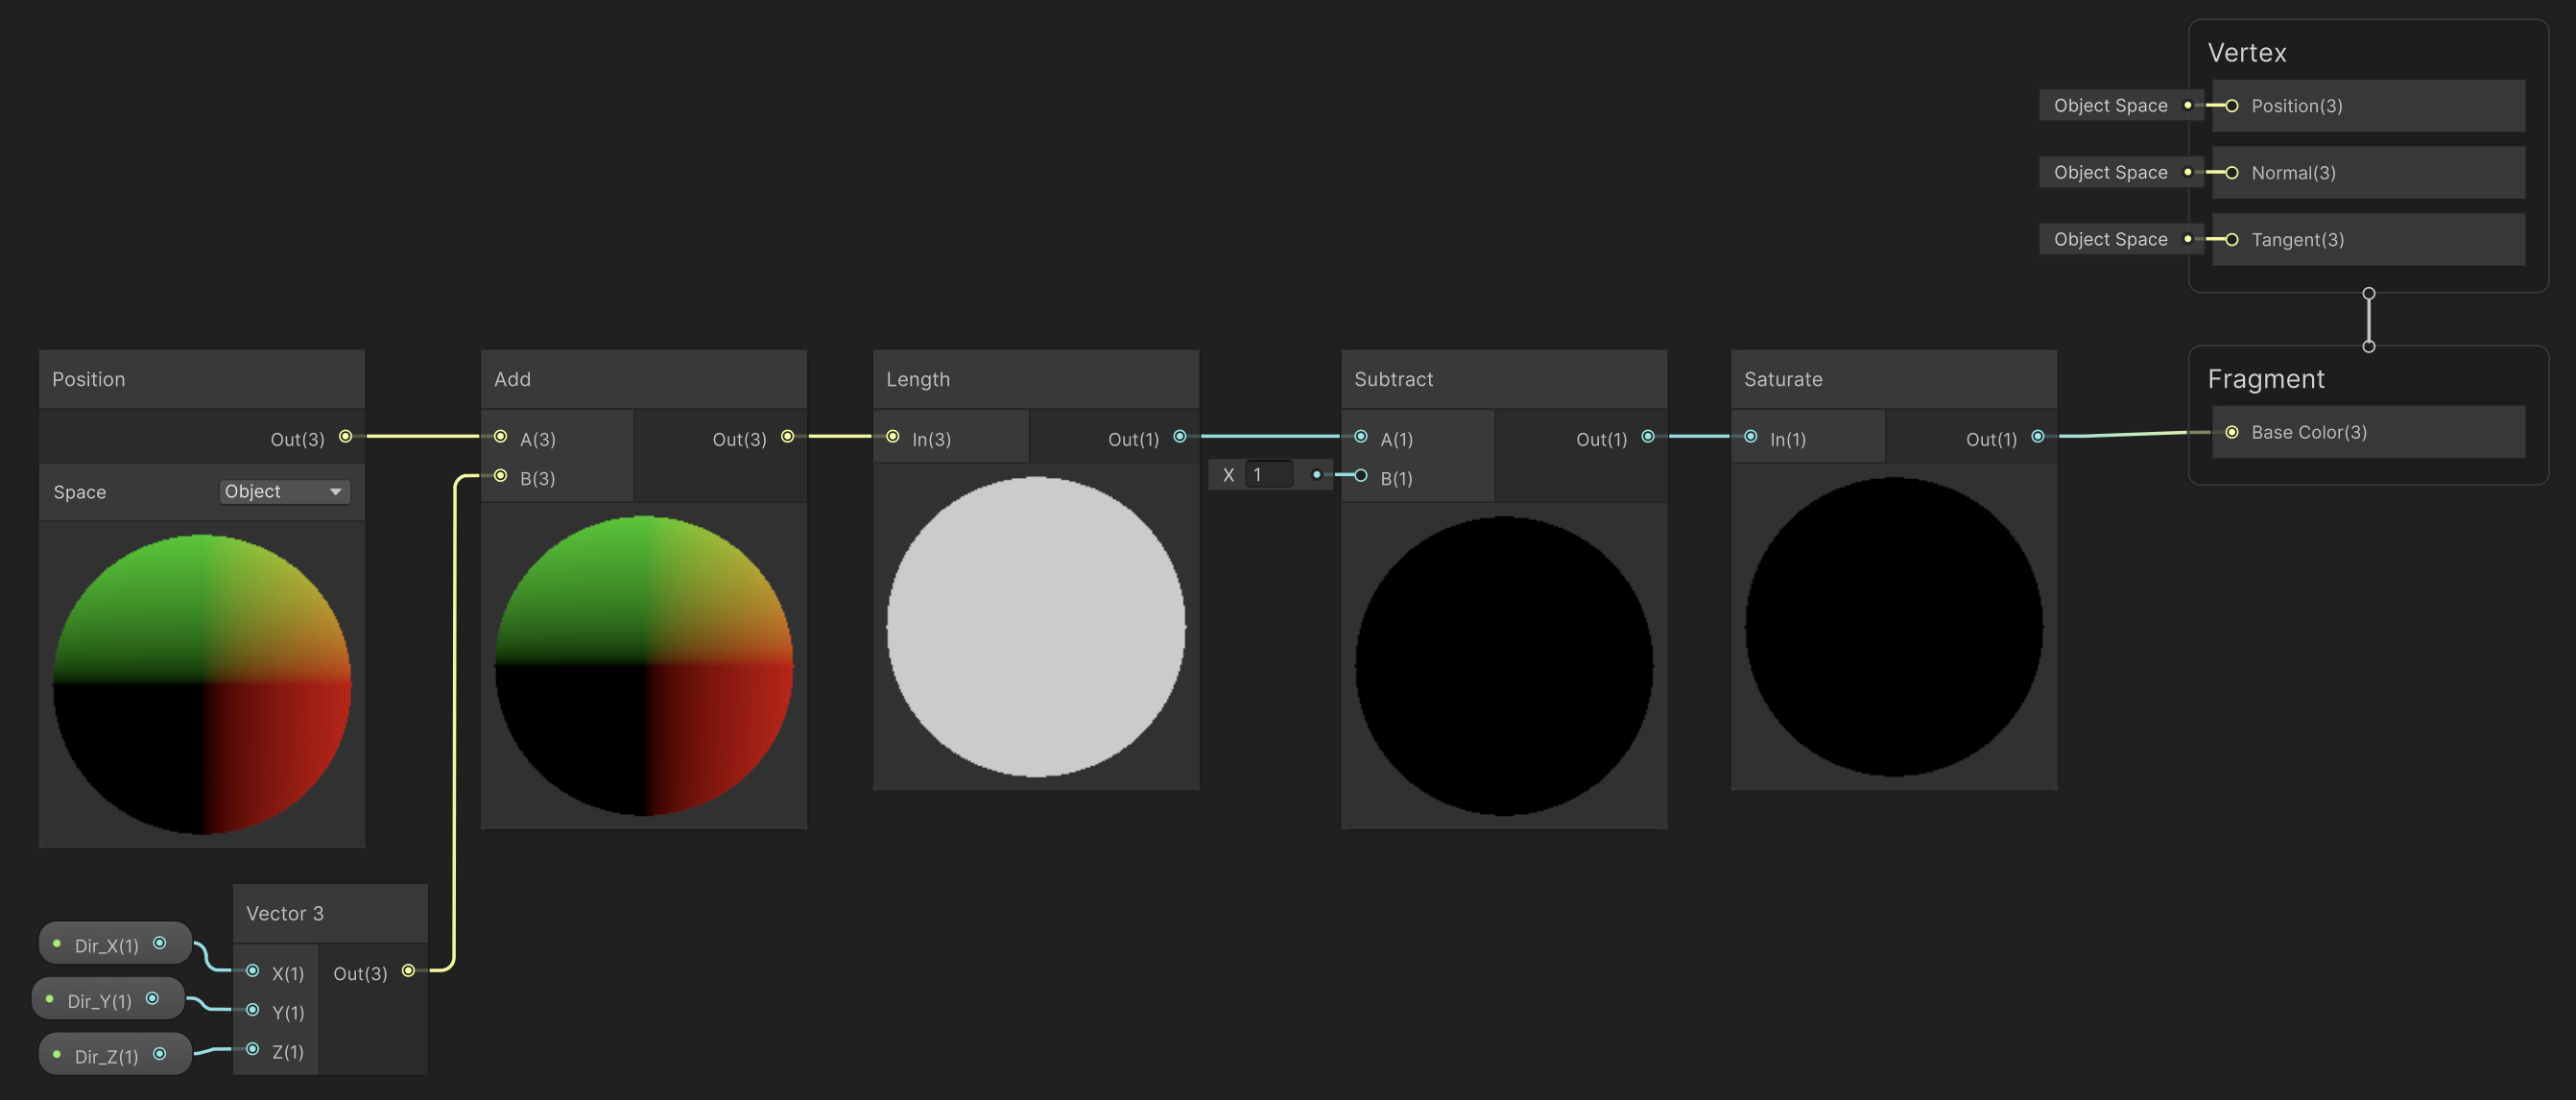 Vertex
Object Space
Position(3)
Object Space
Normal(3)
Object Space
Tangent(3)
Fragment
Base Color(3)
Position
Out(3)
Space
Object
Add
A(3)
Out(3)
B(3)
Length
In(3)
Out(1)
Subtract
A(1)
Out(1)
X 1
B(1)
Saturate
In(1)
Out(1)
Vector 3
Dir_X(1)
X(1)
Out(3)
Dir_Y(1)
Y(1)
Dir_Z(1)
Z(1)